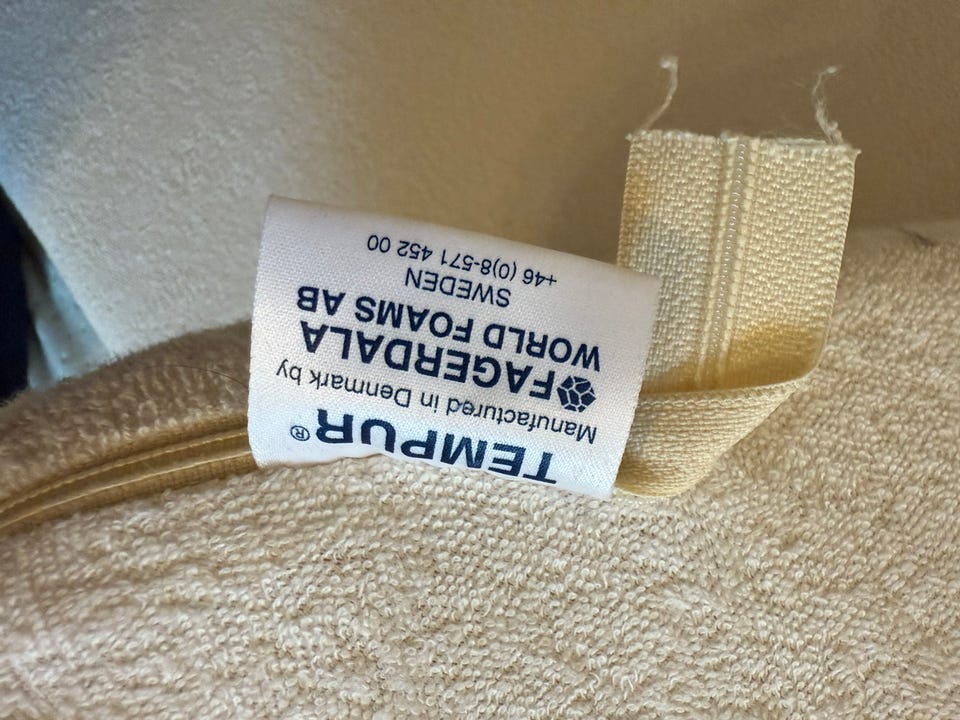 TEMPUR®
Manufactured in Denmark by
FAGERDALA
WORLD FOAMS AB
SWEDEN
+46 (0)8-571 452 00